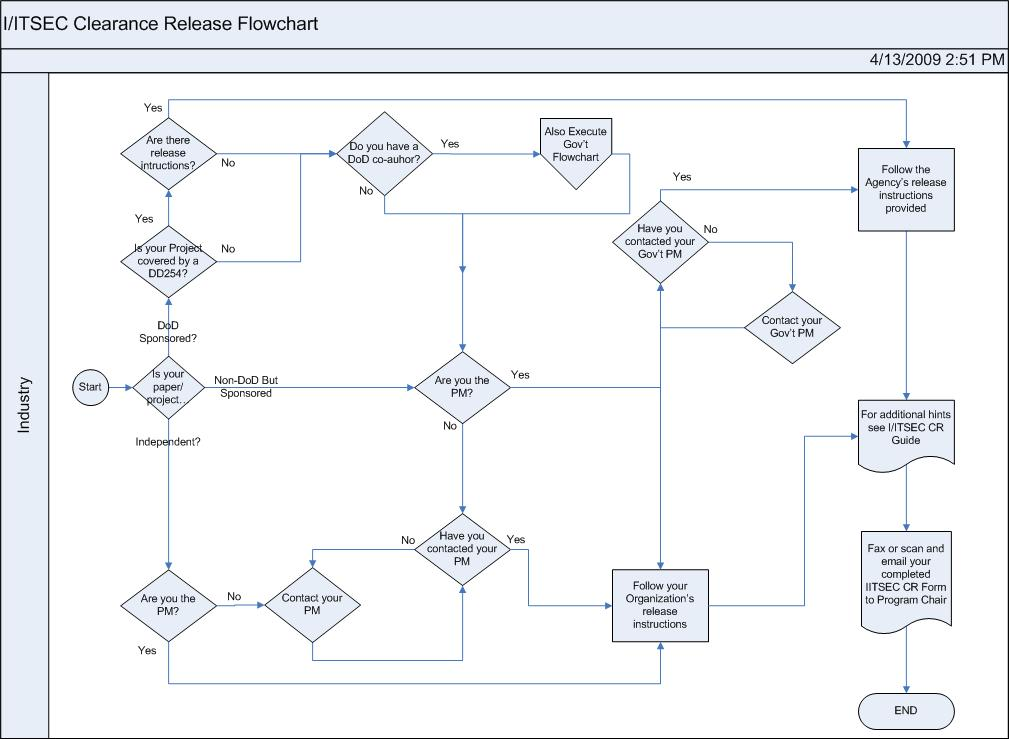 I/ITSEC Clearance Release Flowchart
4/13/2009 2:51 PM
Industry
Yes
Are there
release
intructions?
No
Do you have a
DoD co-auhor?
Yes
No
Also Execute
Gov't
Flowchart
Yes
Have you
contacted your
Gov't PM
No
Follow the
Agency's release
instructions
provided
Yes
Is your Project
covered by a
DD254?
No
Contact your
Gov't PM
DoD
Sponsored?
Start
Is your
paper/
project...
Non-DoD But
Sponsored
Are you the
PM?
Yes
No
For additional hints
see I/ITSEC CR
Guide
Independent?
No
Have you
contacted your
PM
Yes
Are you the
PM?
No
Yes
Contact your
PM
Follow your
Organization's
release
instructions
Fax or scan and
email your
completed
IITSEC CR Form
to Program Chair
END